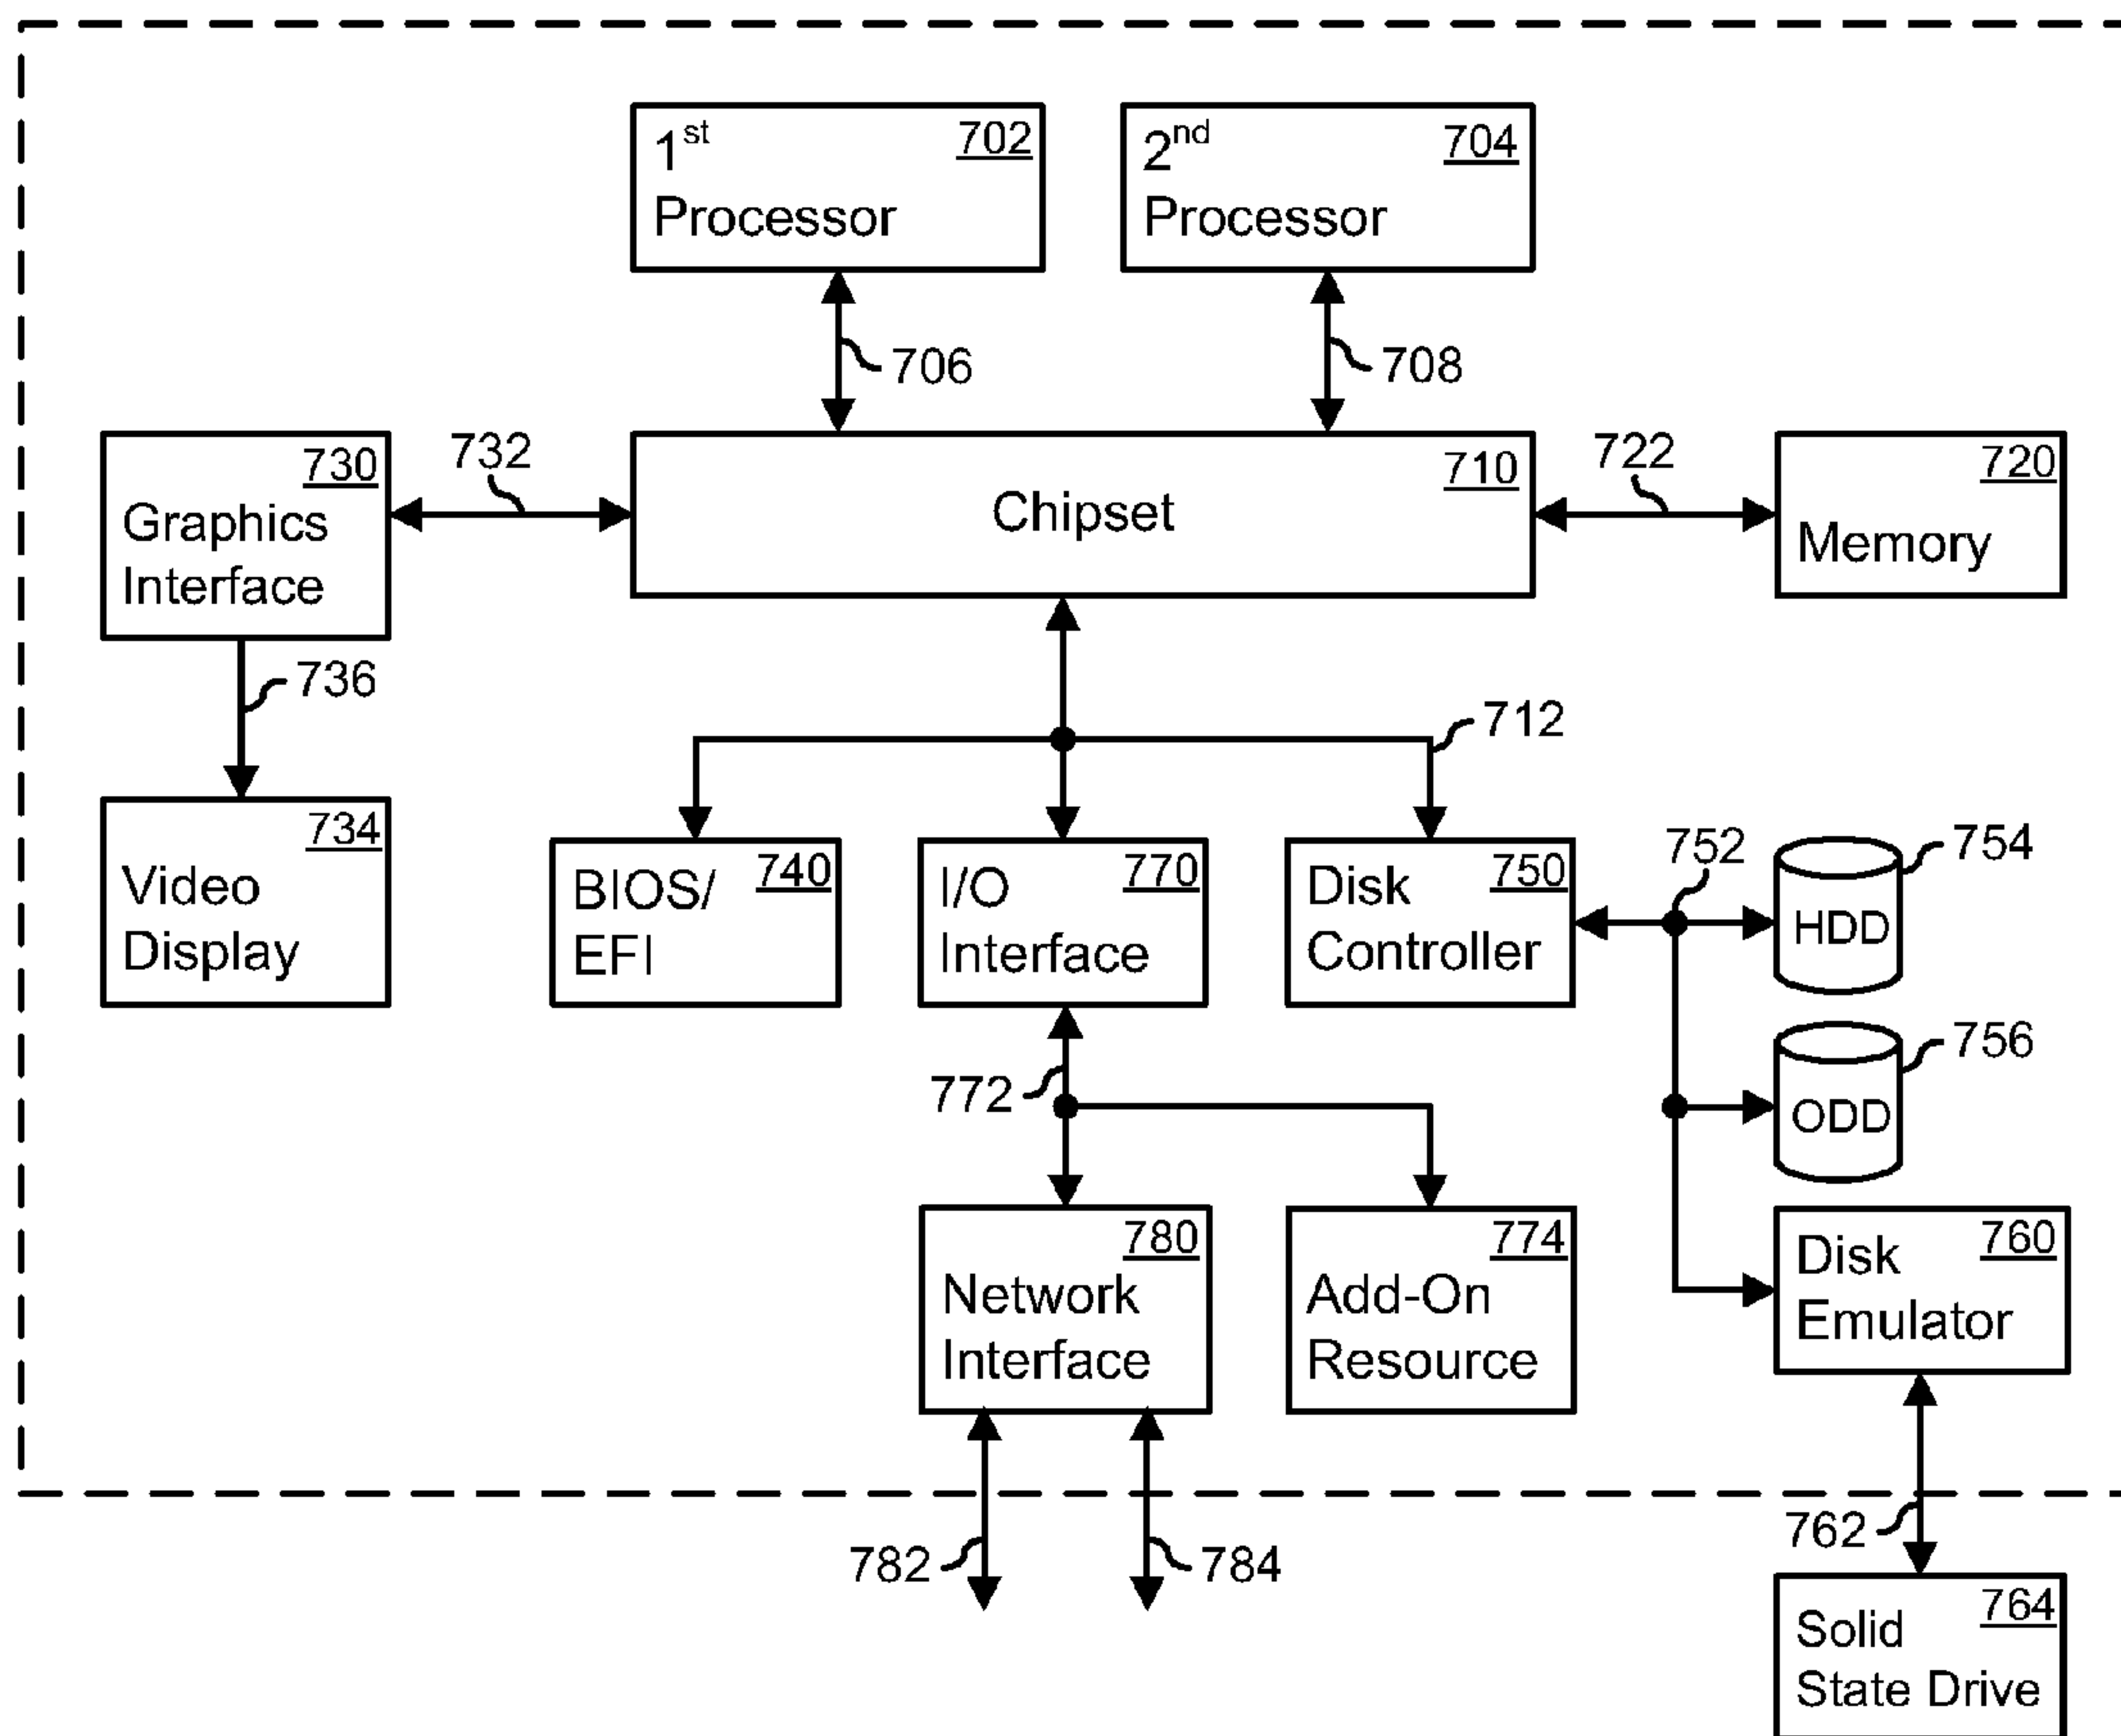 1st
Processor
702
2nd
Processor
704
706
708
730
Graphics
Interface
732
710
Chipset
722
720
Memory
736
712
734
Video
Display
740
BIOS/
EFI
770
I/O
Interface
750
Disk
Controller
752
754
HDD
756
ODD
772
780
Network
Interface
774
Add-On
Resource
760
Disk
Emulator
782
784
762
764
Solid
State Drive